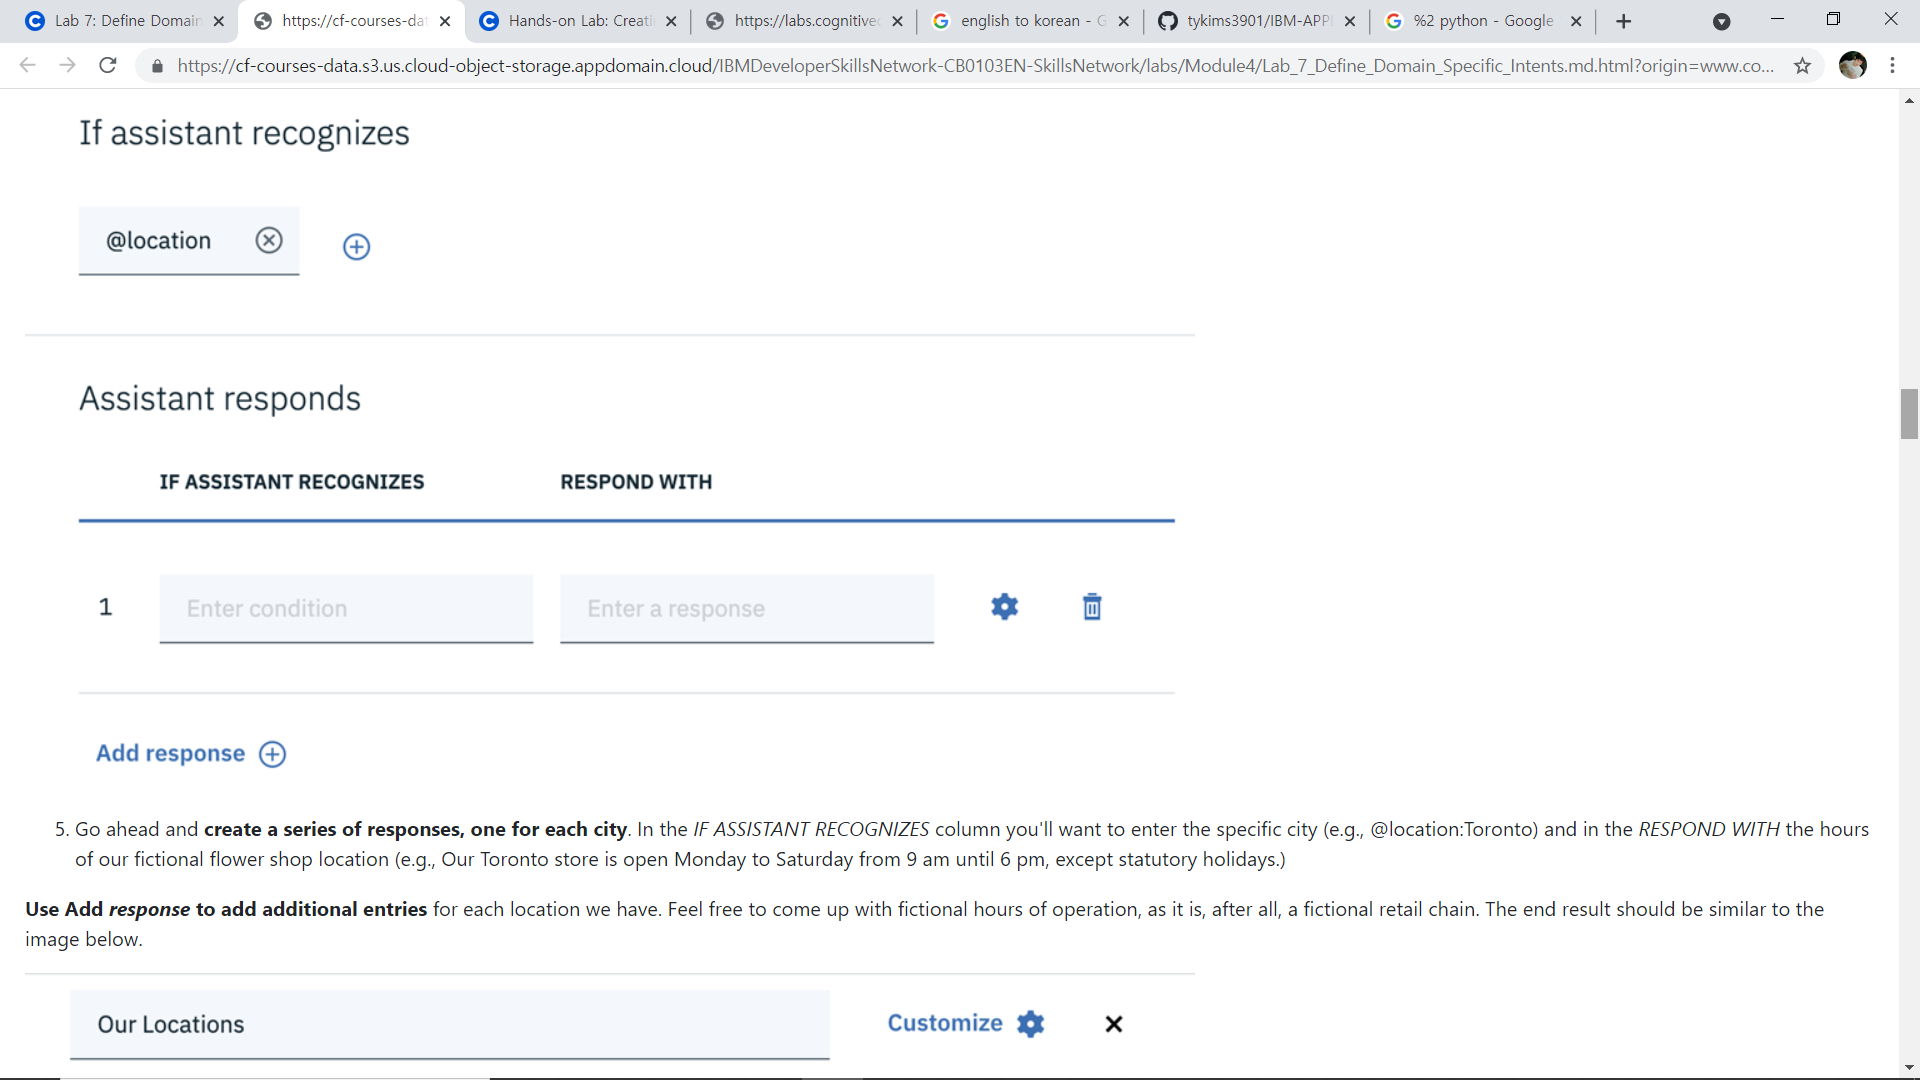 Lab 7: Define Domain
https://cf-courses-dat
Hands-on Lab: Creati
https://labs.cognitivec
english to korean - G
tykims3901/IBM-APPL
%2 python - Google
https://cf-courses-data.s3.us.cloud-object-storage.appdomain.cloud/IBMDeveloperSkillsNetwork-CB0103EN-SkillsNetwork/labs/Module4/Lab_7_Define_Domain_Specific_Intents.md.html?origin=www.co...
If assistant recognizes
@location
Assistant responds
IF ASSISTANT RECOGNIZES RESPOND WITH
1 Enter condition Enter a response
Add response
5. Go ahead and create a series of responses, one for each city. In the IF ASSISTANT RECOGNIZES column you'll want to enter the specific city (e.g., @location:Toronto) and in the RESPOND WITH the hours
of our fictional flower shop location (e.g., Our Toronto store is open Monday to Saturday from 9 am until 6 pm, except statutory holidays.)
Use Add response to add additional entries for each location we have. Feel free to come up with fictional hours of operation, as it is, after all, a fictional retail chain. The end result should be similar to the
image below.
Our Locations Customize